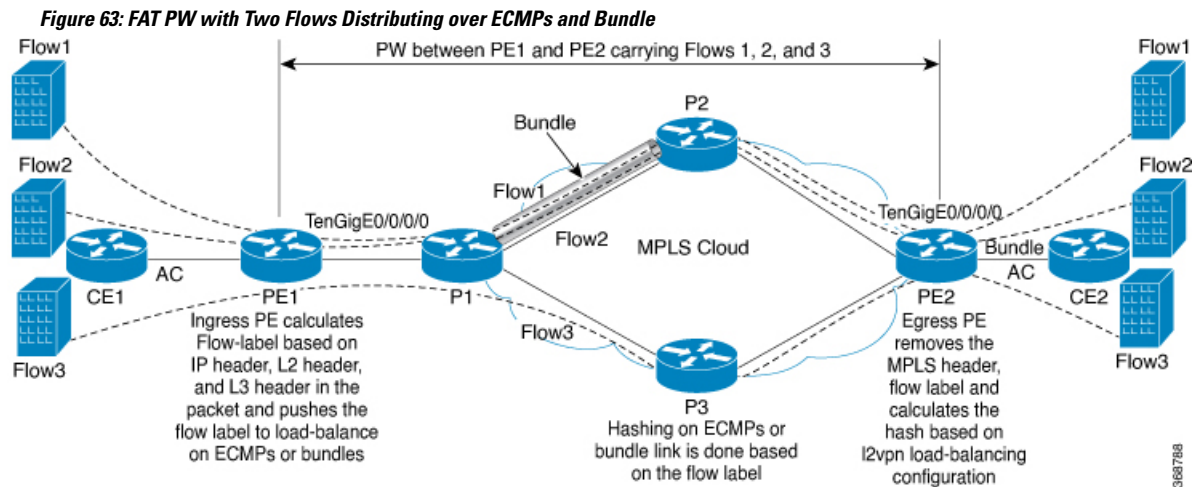 Figure 63: FAT PW with Two Flows Distributing over ECMPs and Bundle
Flow1
PW between PE1 and PE2 carrying Flows 1, 2, and 3
Flow1
P2
Bundle
Flow2
Flow1
Flow2
TenGigE0/0/0/0
Flow2
MPLS Cloud
TenGigE0/0/0/0
Bundle
AC
AC
CE1
PE1
P1
PE2
CE2
Flow3
Flow3
Flow3
Ingress PE calculates
Flow-label based on
IP header, L2 header,
and L3 header in the
packet and pushes the
flow label to load-balance
on ECMPs or bundles
P3
Hashing on ECMPs or
bundle link is done based
on the flow label
Egress PE
removes the
MPLS header,
flow label and
calculates the
hash based on
l2vpn load-balancing
configuration
368788